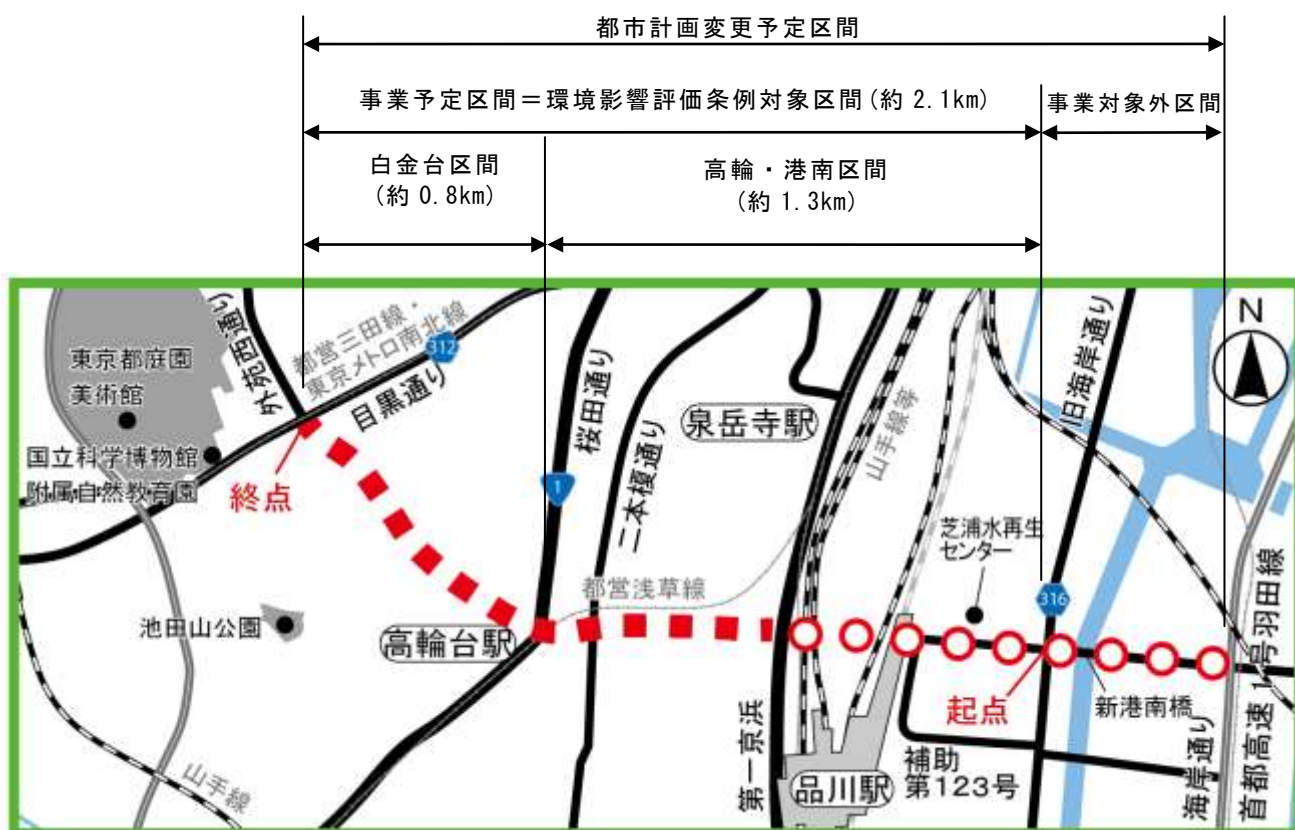 都市計画変更予定区間
事業予定区間＝環境影響評価条例対象区間(約 2.1km)
事業対象外区間
白金台区間
(約 0.8km)
高輪・港南区間
(約 1.3km)
外苑西通り
都営三田線・
東京メトロ南北線
312
目黒通り
東京都庭園
美術館
国立科学博物館
附属自然教育園
終点
桜田通り
1
二本榎通り
泉岳寺駅
山手線等
旧海岸通り
N
芝浦水再生
センター
316
都営浅草線
池田山公園
高輪台駅
起点
新港南橋
第一京浜
品川駅
補助
第123号
海岸通り
首都高速1号羽田線
山手線